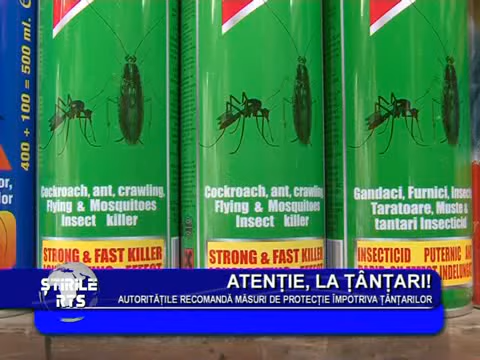 400 + 100 = 500 ml.
Cockroach, ant, crawling,
Flying & Mosquitoes
Insect killer
STRONG & FAST KILLER
Cockroach, ant, crawling,
Flying & Mosquitoes
Insect killer
STRONG & FAST KILLER
Gandaci, Furnici, Insec
Taratoare, Muste &
tantari Insecticid
INSECTICID PUTERNIC
ȘTIRILE
RTS
ATENȚIE, LA ȚÂNȚARI!
AUTORITĂȚILE RECOMANDĂ MĂSURI DE PROTECȚIE ÎMPOTRIVA ȚÂNȚARILOR